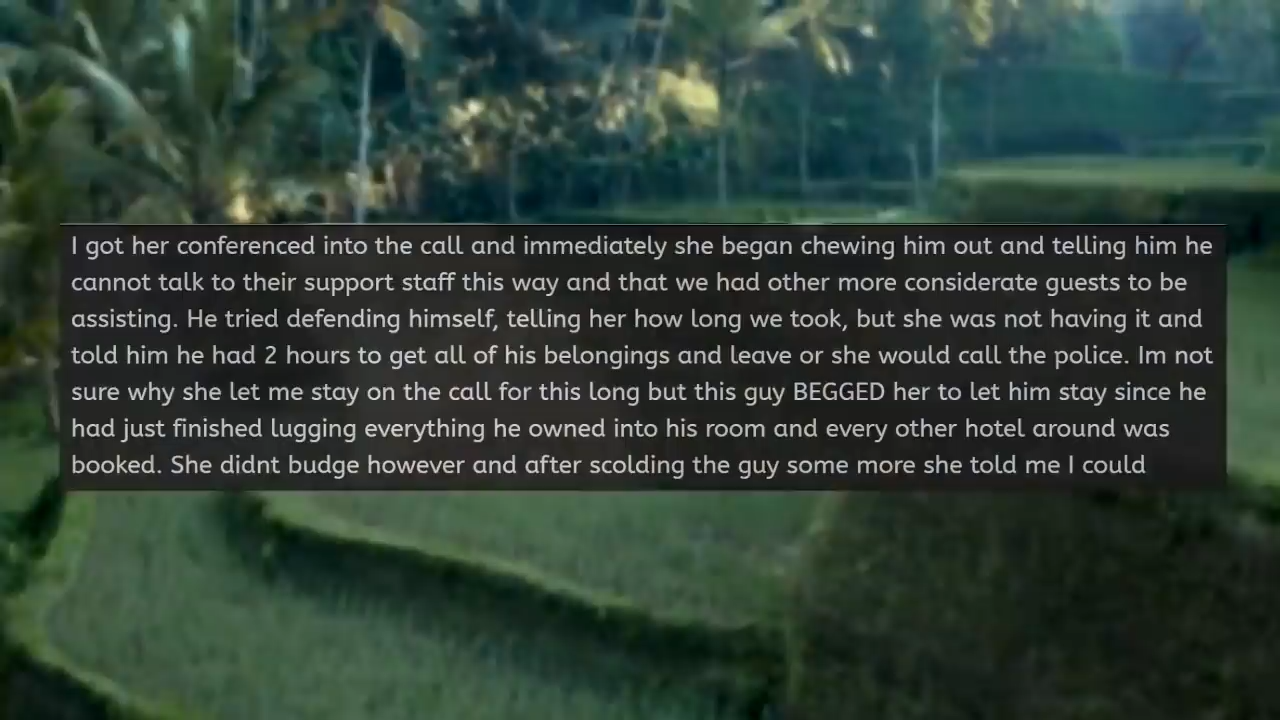 I got her conferenced into the call and immediately she began chewing him out and telling him he
cannot talk to their support staff this way and that we had other more considerate guests to be
assisting. He tried defending himself, telling her how long we took, but she was not having it and
told him he had 2 hours to get all of his belongings and leave or she would call the police. Im not
sure why she let me stay on the call for this long but this guy BEGGED her to let him stay since he
had just finished lugging everything he owned into his room and every other hotel around was
booked. She didnt budge however and after scolding the guy some more she told me I could